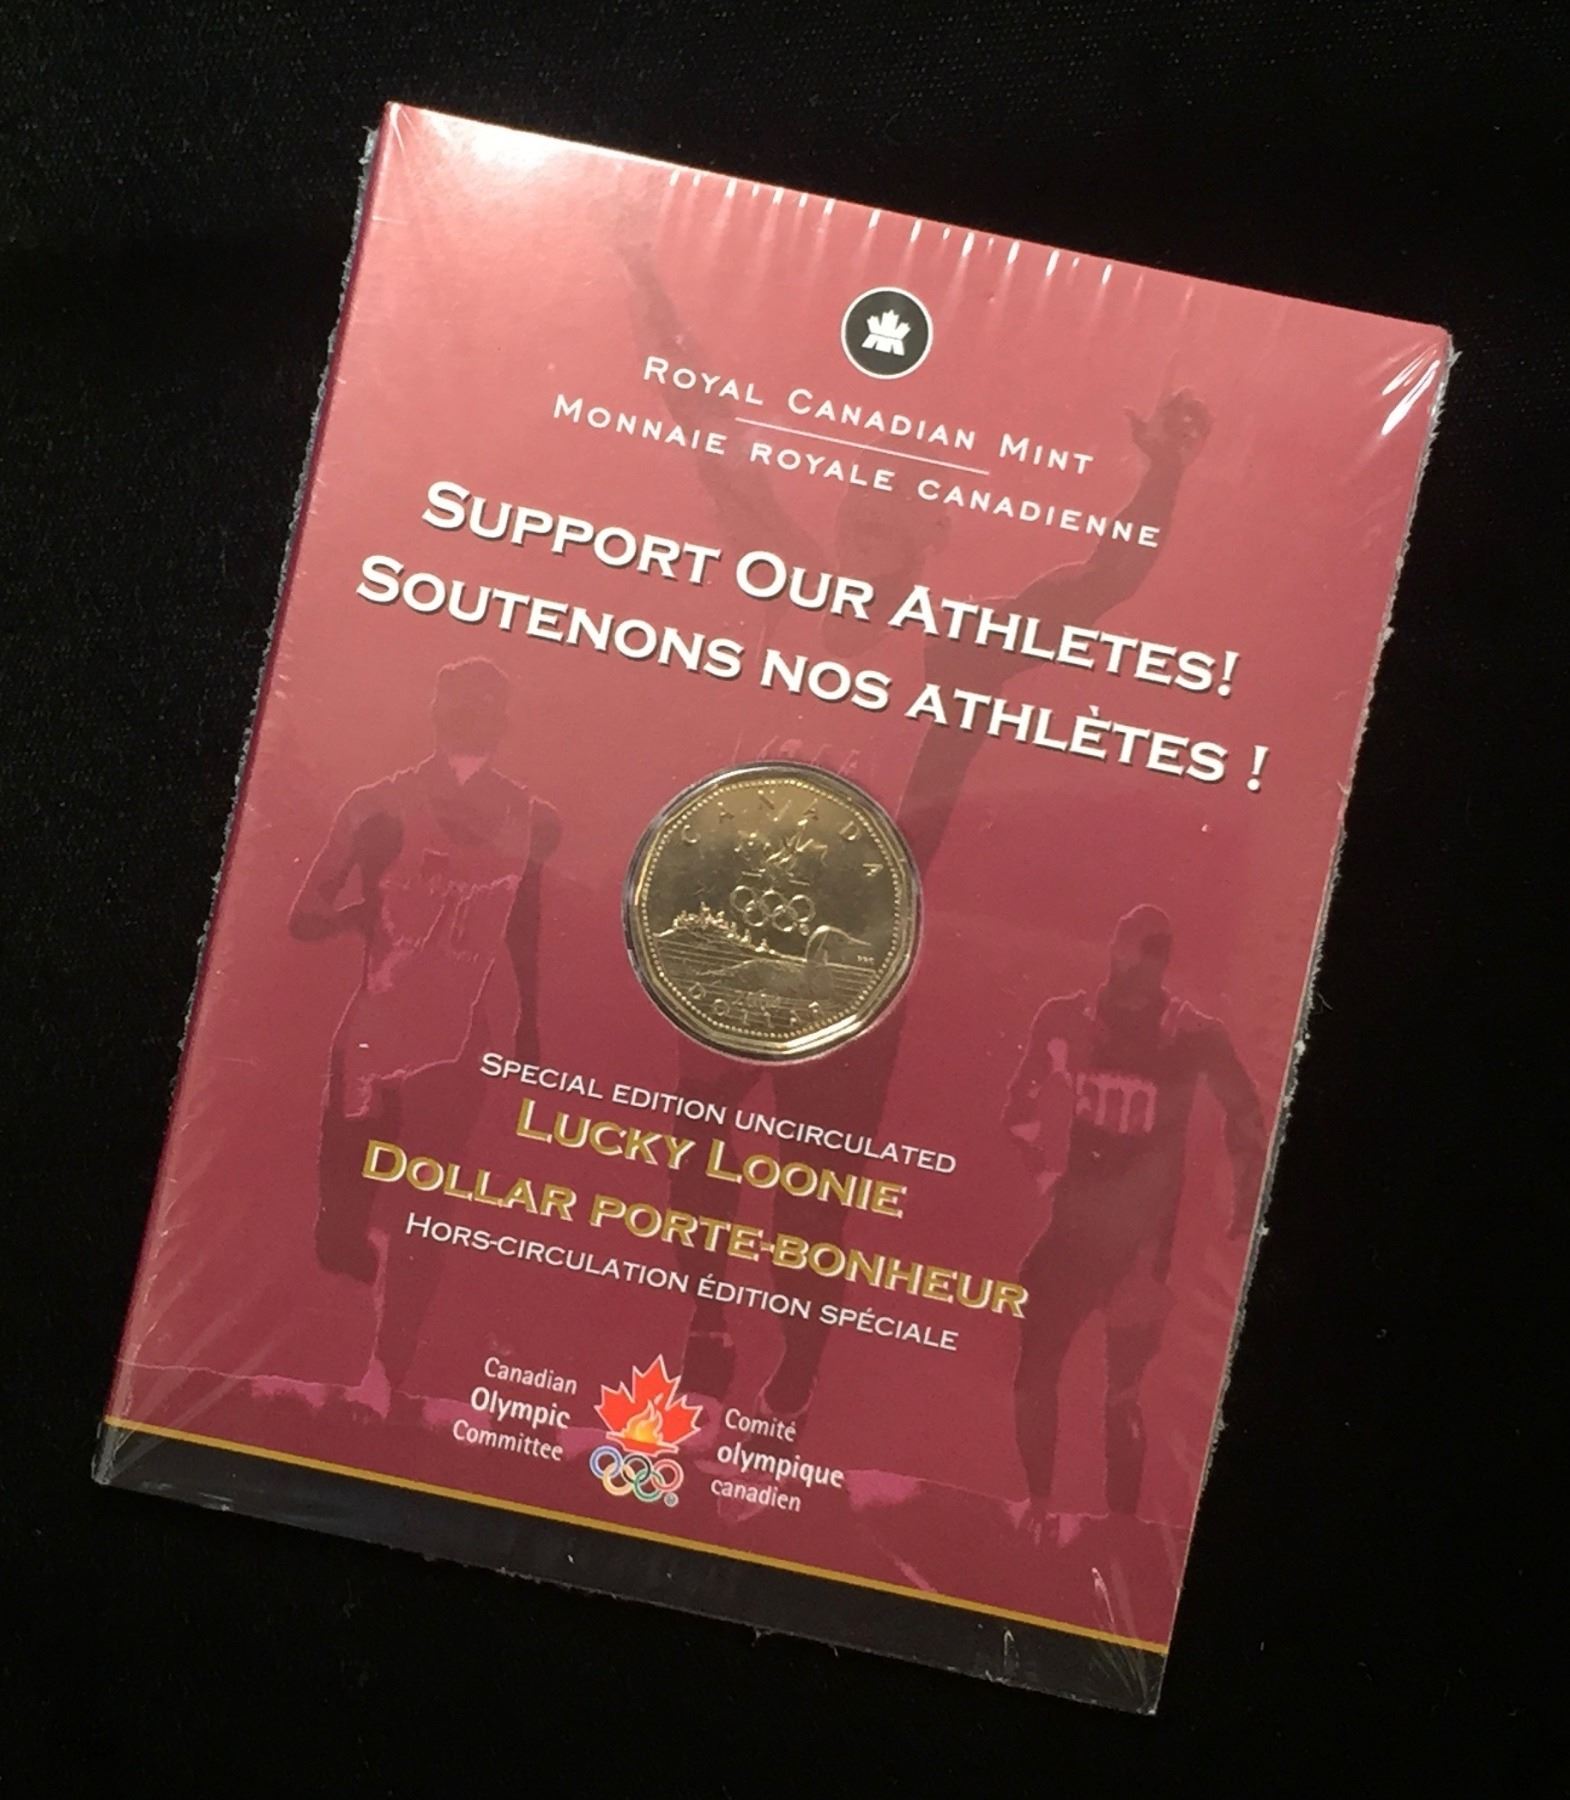 ROYAL CANADIAN MINT
MONNAIE ROYALE CANADIENNE
SUPPORT OUR ATHLETES!
SOUTENONS NOS ATHLÈTES !
CANADA
2004
DOLLAR
SPECIAL EDITION UNCIRCULATED
LUCKY LOONIE
DOLLAR PORTE-BONHEUR
HORS-CIRCULATION ÉDITION SPÉCIALE
Canadian
Olympic
Committee
Comité
olympique
canadien